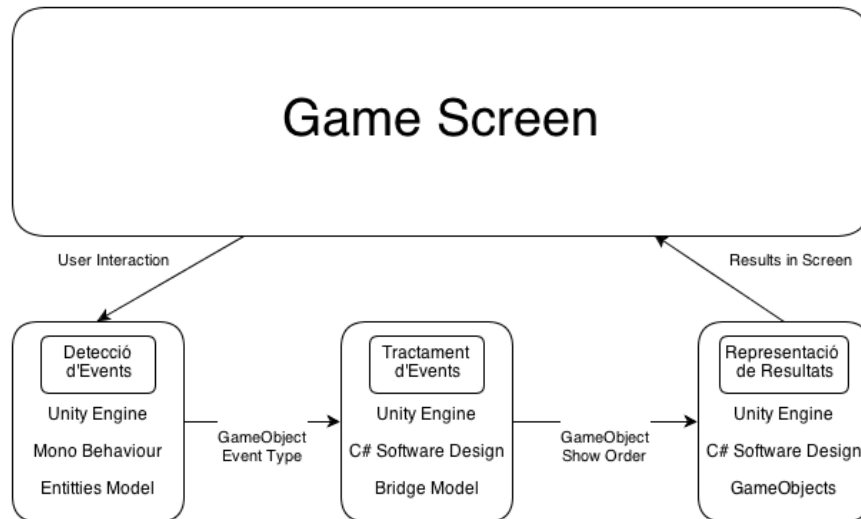 Game Screen
User Interaction
Results in Screen
Detecció
d'Events
Unity Engine
Mono Behaviour
Entitties Model
GameObject
Event Type
Tractament
d'Events
Unity Engine
C# Software Design
Bridge Model
GameObject
Show Order
Representació
de Resultats
Unity Engine
C# Software Design
GameObjects